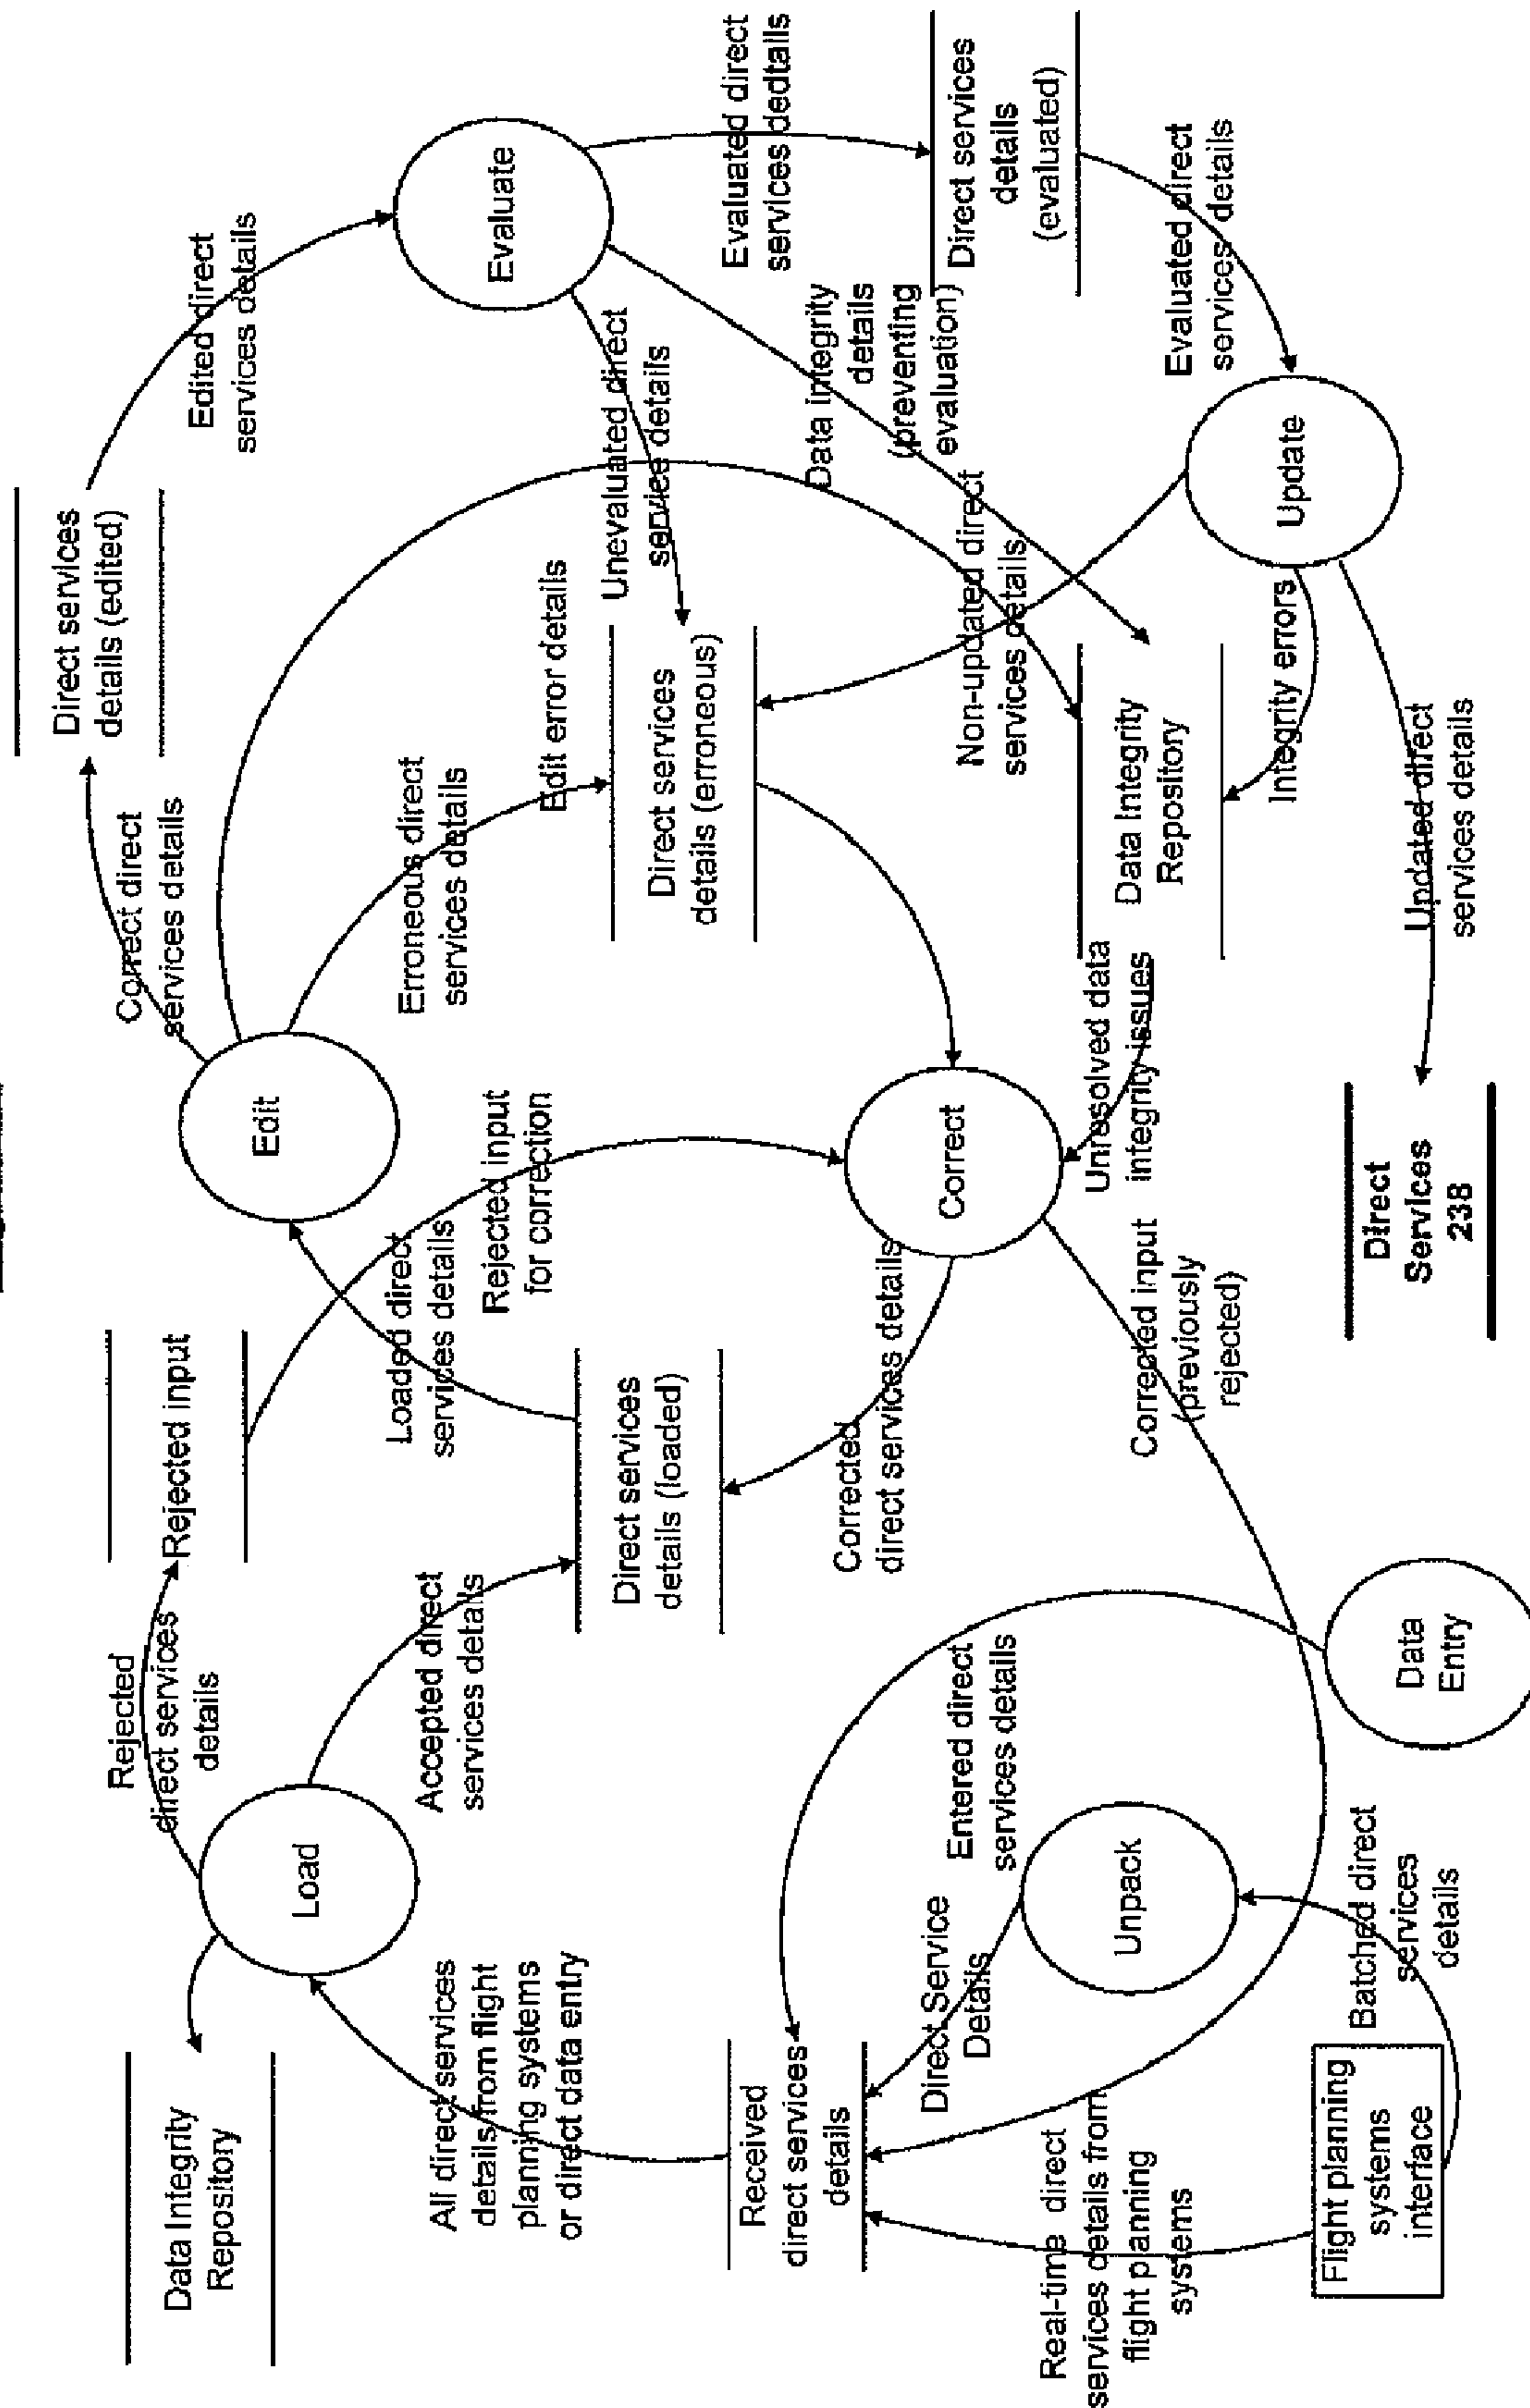 Data Integrity
Repository
Load
Rejected
direct services
details
Rejected input
Accepted direct
services details
All direct services
details from flight
planning systems
or direct data entry
Loaded direct
services details
Rejected input
for correction
Edit
Correct direct
services details
Direct services
details (edited)
Edited direct
services details
Evaluate
Erroneous direct
services details
Edit error details
Unevaluated direct
service details
Evaluated direct
services dedtails
Direct services
details (loaded)
Direct services
details (erroneous)
Data integrity
details
(preventing
evaluation)
Direct services
details
(evaluated)
Received
direct services
details
Corrected
direct services details
Correct
Non-updated direct
services details
Evaluated direct
services details
Direct Service
Details
Entered direct
services details
Unpack
Unresolved data
integrity issues
Data Integrity
Repository
Integrity errors
Update
Real-time direct
services details from
flight planning
systems
Corrected input
(previously
rejected)
Flight planning
systems
interface
Batched direct
services
details
Data
Entry
Direct
Services
238
Updated direct
services details